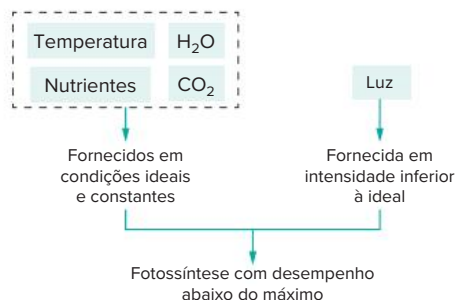 Temperatura
H₂O
Nutrientes
CO₂
Luz
Fornecidos em
condições ideais
e constantes
Fornecida em
intensidade inferior
à ideal
Fotossíntese com desempenho
abaixo do máximo